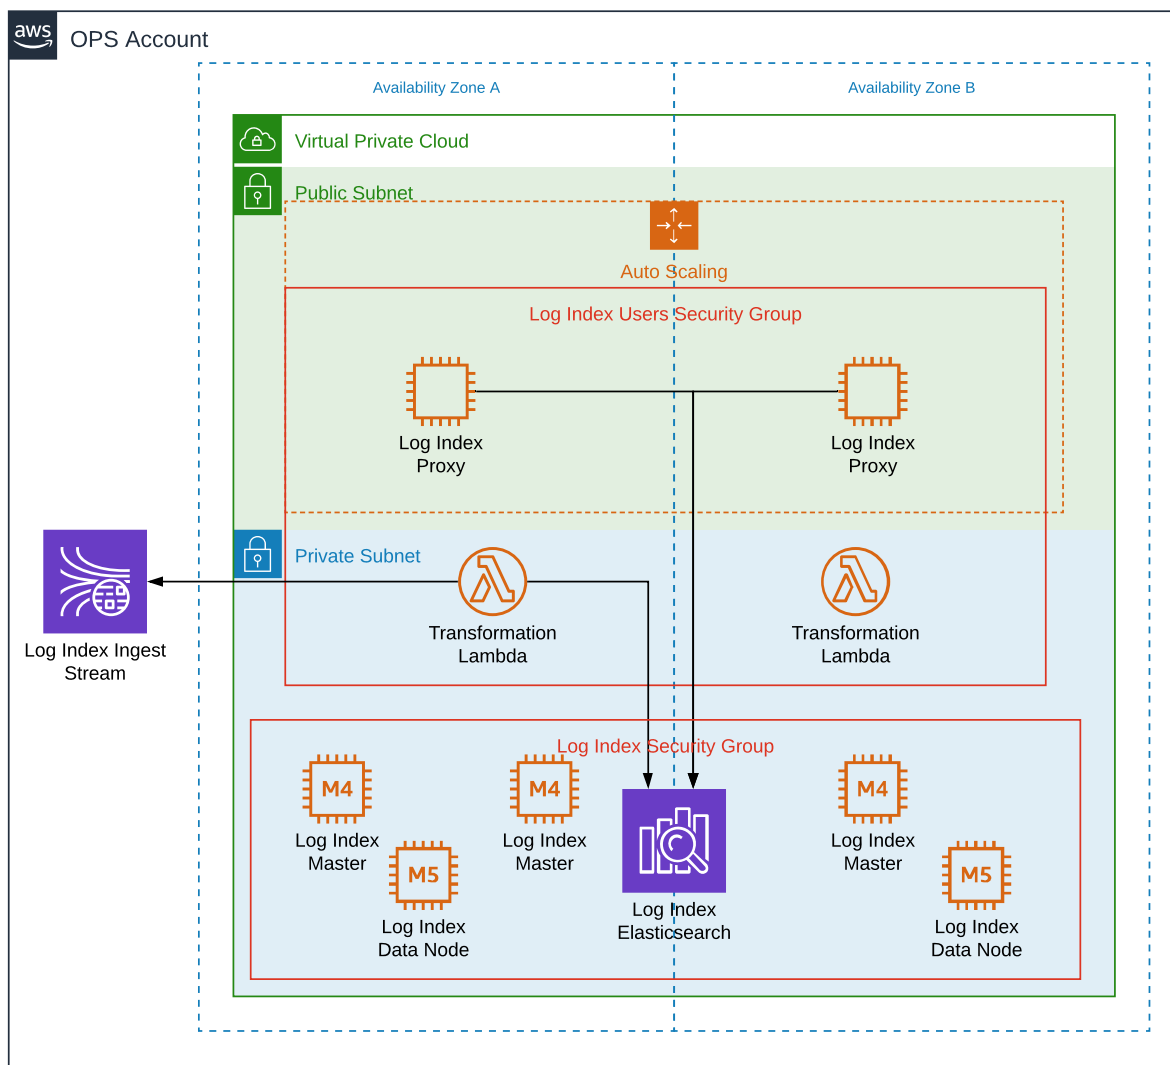 aws
OPS Account
Availability Zone A
Availability Zone B
Virtual Private Cloud
Public Subnet
Auto Scaling
Log Index Users Security Group
Log Index
Proxy
Log Index
Proxy
Private Subnet
Log Index Ingest
Stream
Transformation
Lambda
Transformation
Lambda
Log Index Security Group
M4
Log Index
Master
M4
Log Index
Master
M4
Log Index
Master
M5
Log Index
Data Node
Log Index
Elasticsearch
M5
Log Index
Data Node